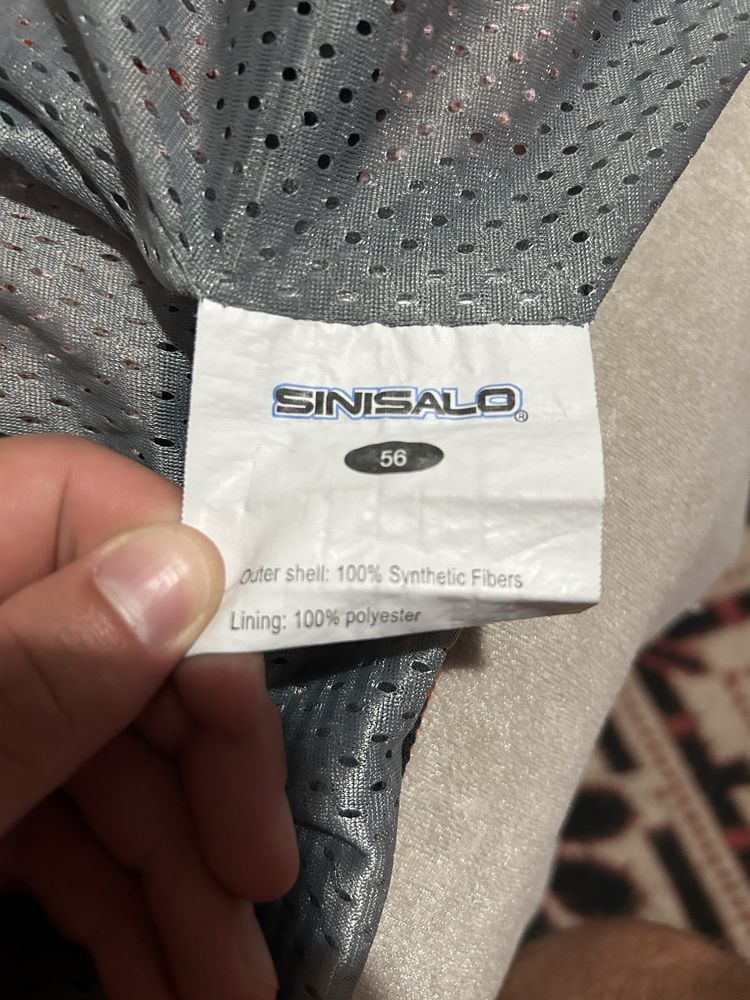 SINISALO®
56
Outer shell: 100% Synthetic Fibers
Lining: 100% polyester